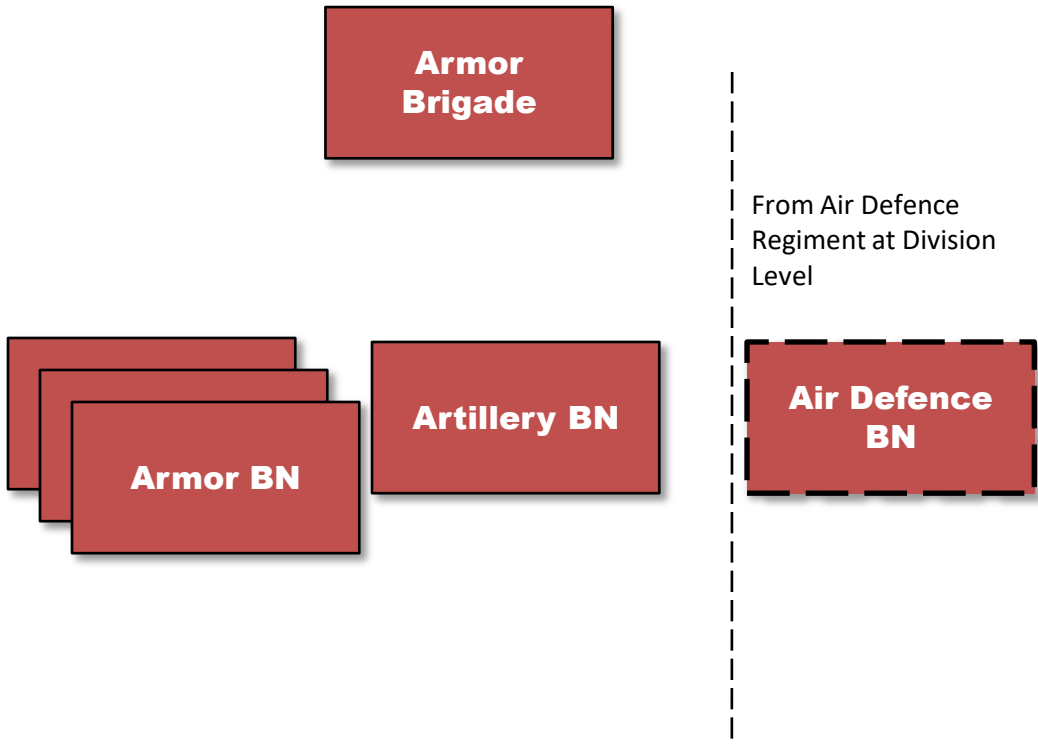 Armor
Brigade
From Air Defence
Regiment at Division
Level
Armor BN
Artillery BN
Air Defence
BN